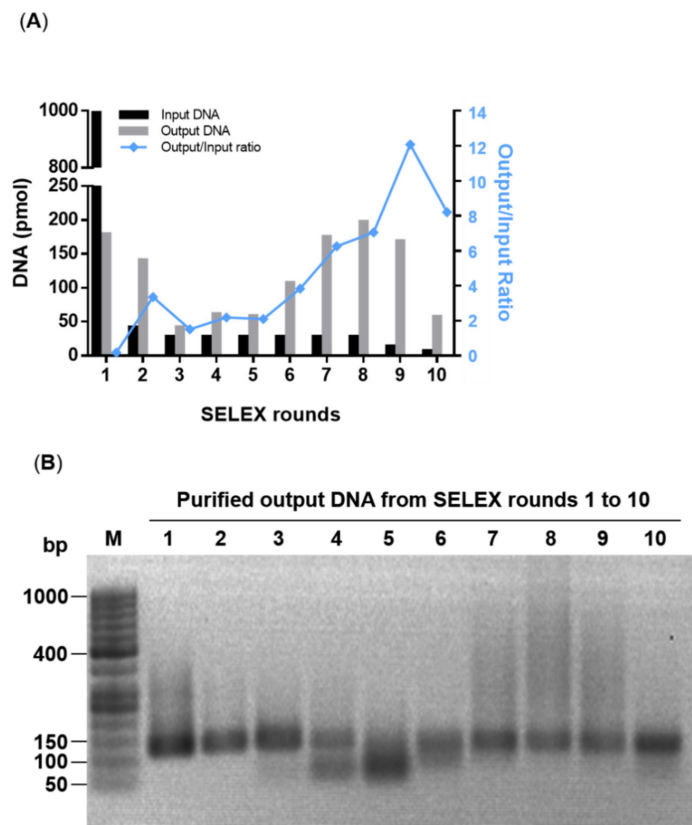 (A)
Input DNA
Output DNA
Output/Input ratio
1000
800
250
200
150
100
50
0
DNA (pmol)
14
12
10
8
6
4
2
0
Output/Input Ratio
1 2 3 4 5 6 7 8 9 10
SELEX rounds
(B)
Purified output DNA from SELEX rounds 1 to 10
bp M 1 2 3 4 5 6 7 8 9 10
1000
400
150
100
50